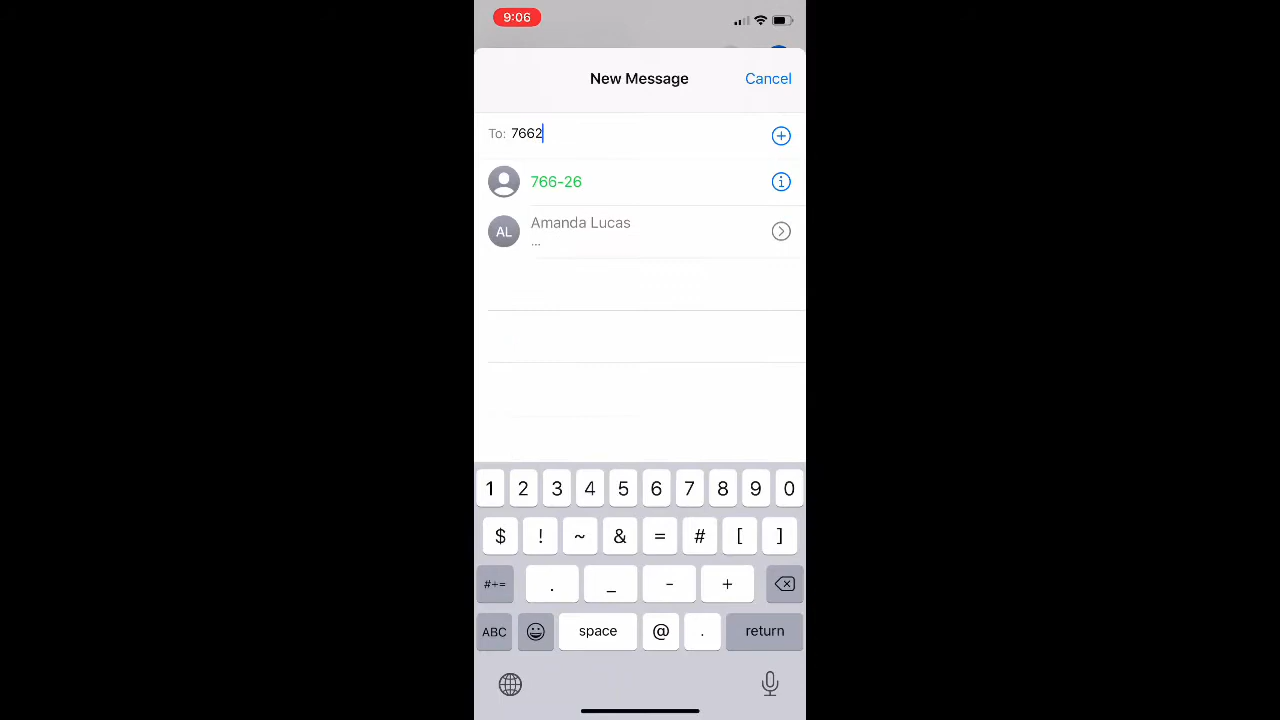 9:06
New Message
Cancel
To: 7662
766-26
AL
Amanda Lucas
...
1 2 3 4 5 6 7 8 9 0
$ ! ~ & = # [ ]
#+= . _ - +
ABC space @ . return